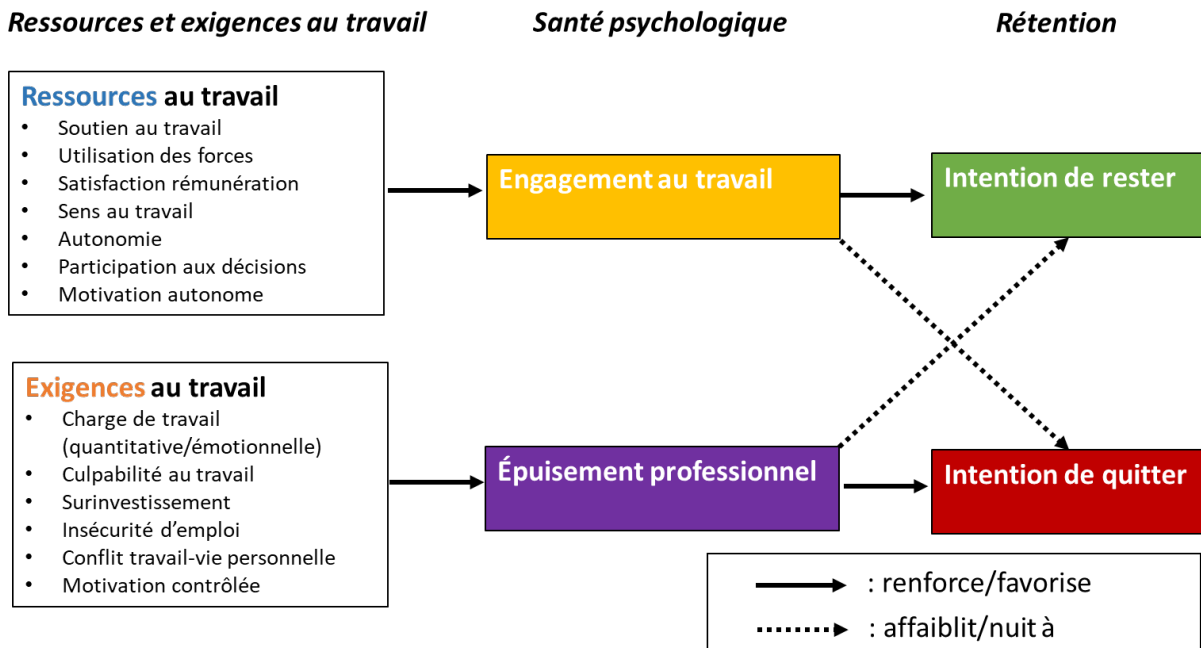 Ressources et exigences au travail
Santé psychologique
Rétention
Ressources au travail
• Soutien au travail
• Utilisation des forces
• Satisfaction rémunération
• Sens au travail
• Autonomie
• Participation aux décisions
• Motivation autonome
Engagement au travail
Intention de rester
Exigences au travail
• Charge de travail
(quantitative/émotionnelle)
• Culpabilité au travail
• Surinvestissement
• Insécurité d'emploi
• Conflit travail-vie personnelle
• Motivation contrôlée
Épuisement professionnel
Intention de quitter
: renforce/favorise
: affaiblit/nuit à